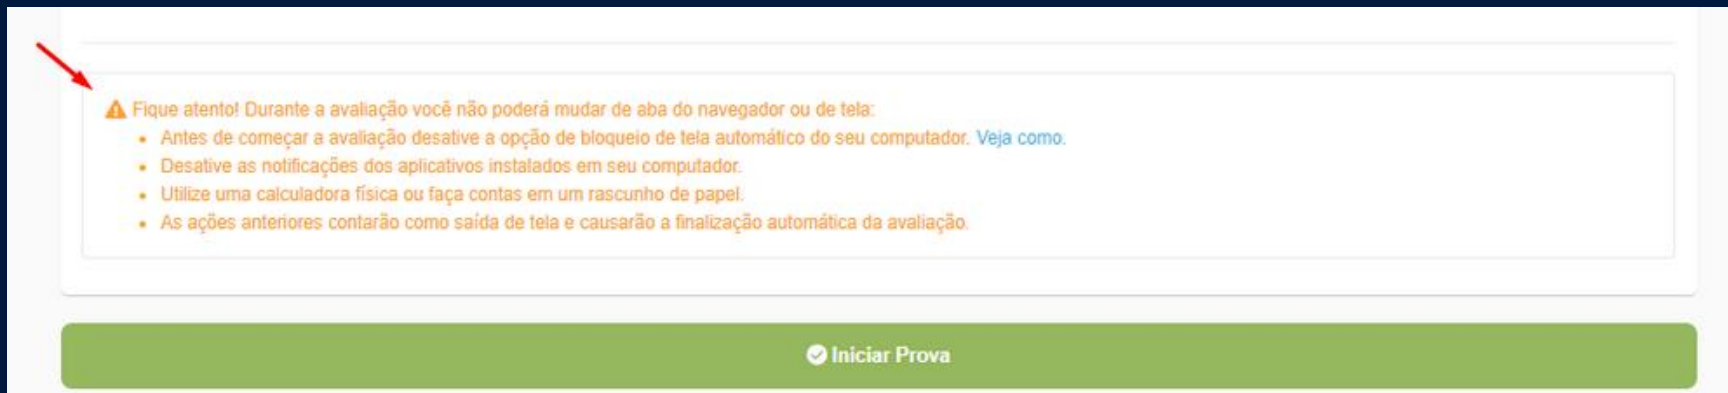 Fique atento! Durante a avaliação você não poderá mudar de aba do navegador ou de tela:
Antes de começar a avaliação desative a opção de bloqueio de tela automático do seu computador. Veja como.
Desative as notificações dos aplicativos instalados em seu computador.
Utilize uma calculadora física ou faça contas em um rascunho de papel.
As ações anteriores contarão como saída de tela e causarão a finalização automática da avaliação.
Iniciar Prova